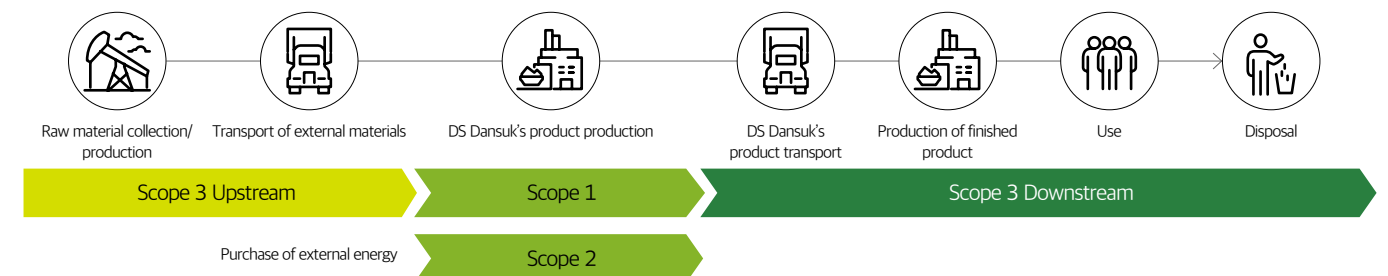 Raw material collection/
production
Transport of external materials
DS Dansuk's product production
DS Dansuk's
product transport
Production of finished
product
Use
Disposal
Scope 3 Upstream
Scope 1
Scope 3 Downstream
Purchase of external energy
Scope 2